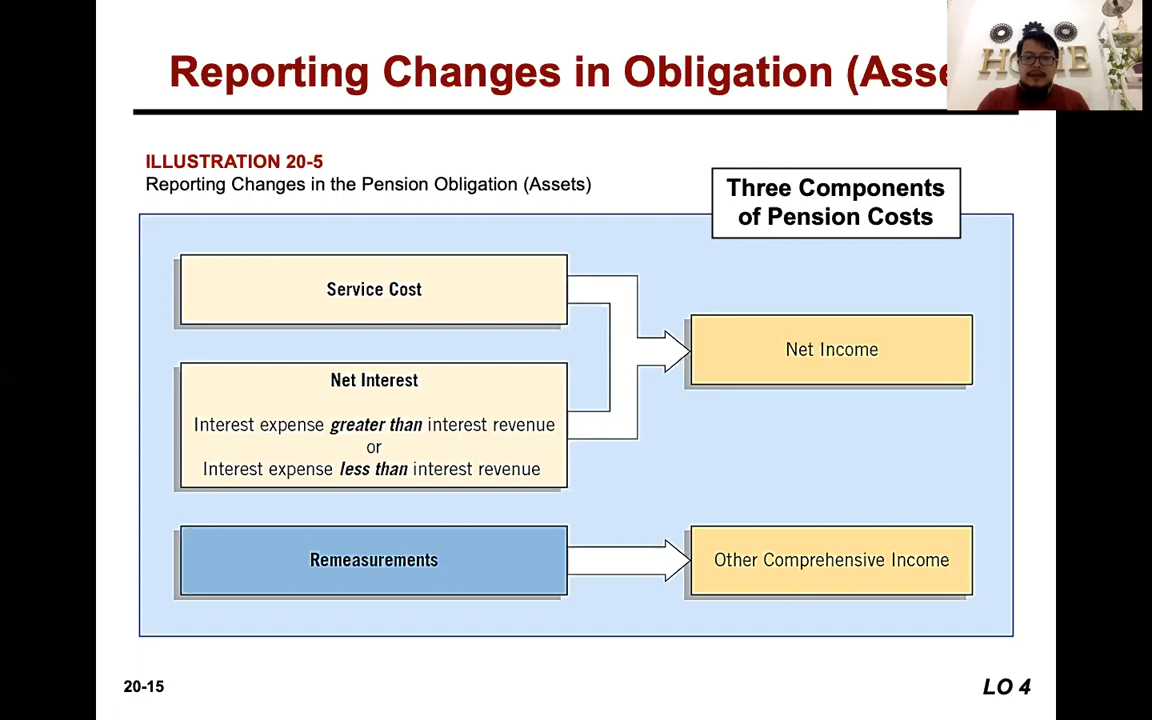 Reporting Changes in Obligation (Asse
HOME
ILLUSTRATION 20-5
Reporting Changes in the Pension Obligation (Assets)
Three Components
of Pension Costs
Service Cost
Net Income
Net Interest
Interest expense greater than interest revenue
or
Interest expense less than interest revenue
Remeasurements
Other Comprehensive Income
20-15
LO 4